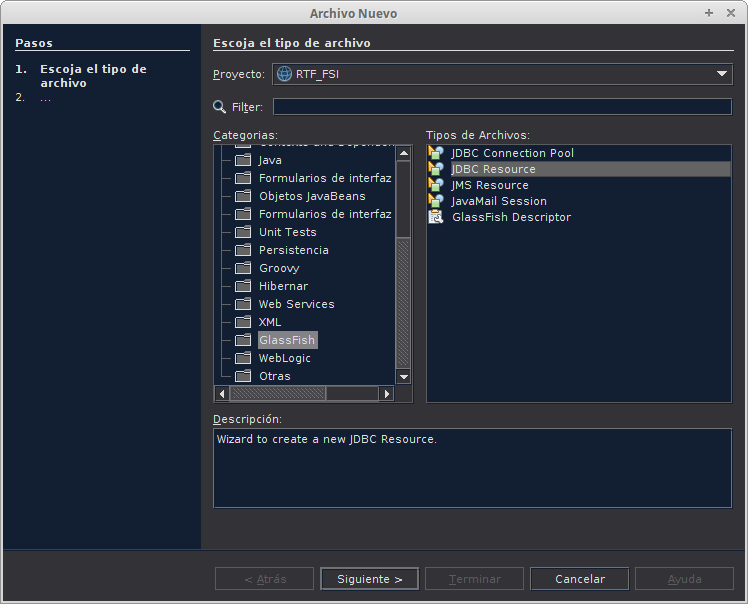 Archivo Nuevo
Pasos
1. Escoja el tipo de
archivo
2. ...
Escoja el tipo de archivo
Proyecto: RTF_FSI
Filter:
Categorias:
Java
Formularios de interfaz
Objetos JavaBeans
Formularios de interfaz
Unit Tests
Persistencia
Groovy
Hibernar
Web Services
XML
GlassFish
WebLogic
Otras
Tipos de Archivos:
JDBC Connection Pool
JDBC Resource
JMS Resource
JavaMail Session
GlassFish Descriptor
Descripción:
Wizard to create a new JDBC Resource.
< Atrás
Siguiente >
Terminar
Cancelar
Ayuda